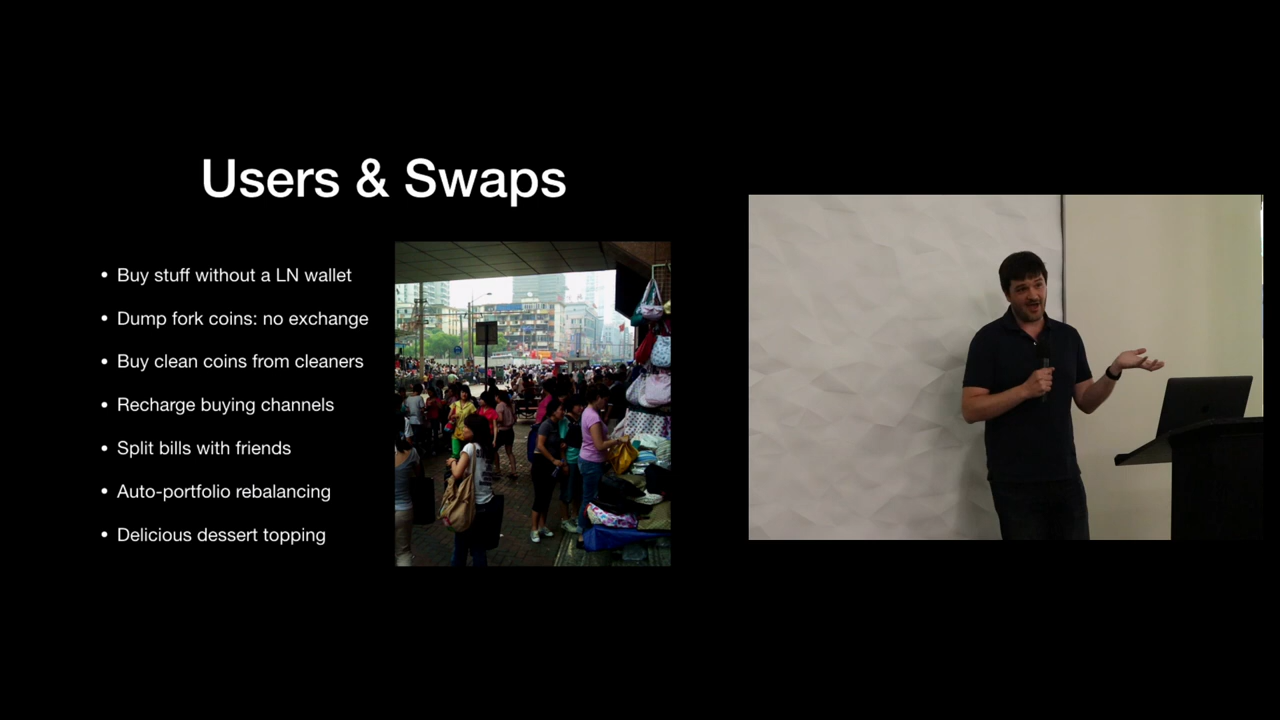 Users & Swaps
• Buy stuff without a LN wallet
• Dump fork coins: no exchange
• Buy clean coins from cleaners
• Recharge buying channels
• Split bills with friends
• Auto-portfolio rebalancing
• Delicious dessert topping